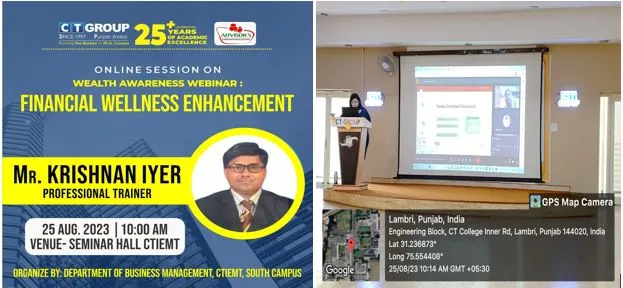 CT GROUP
SINCE 1997 Punjab (India)
25+
YEARS
OF ACADEMIC
EXCELLENCE
ADVISOR'S
ONLINE SESSION ON
WEALTH AWARENESS WEBINAR :
FINANCIAL WELLNESS ENHANCEMENT
MR. KRISHNAN IYER
PROFESSIONAL TRAINER
25 AUG. 2023 | 10:00 AM
VENUE- SEMINAR HALL CTIEMT
ORGANIZE BY: DEPARTMENT OF BUSINESS MANAGEMENT, CTIEMT, SOUTH CAMPUS
CT GROUP
GPS Map Camera
Google
Lambri, Punjab, India
Engineering Block, CT College Inner Rd, Lambri, Punjab 144020, India
Lat 31.236873°
Long 75.554408°
25/08/23 10:14 AM GMT +05:30